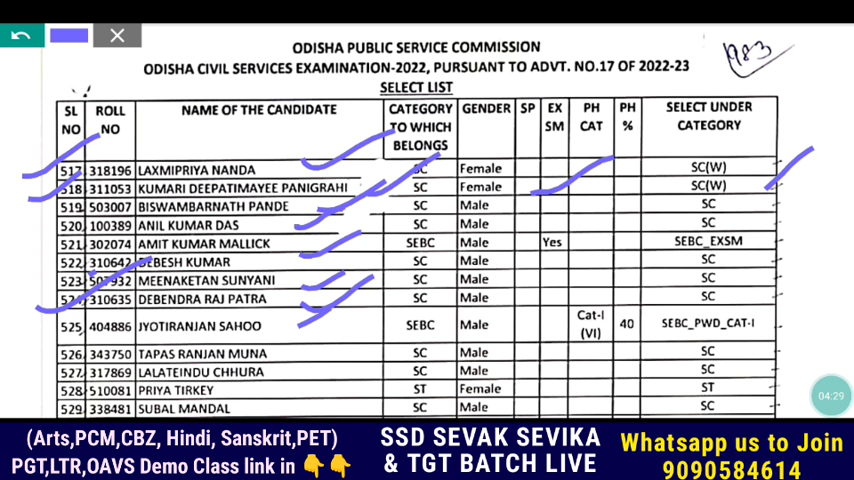 ODISHA PUBLIC SERVICE COMMISSION
1983
ODISHA CIVIL SERVICES EXAMINATION-2022, PURSUANT TO ADVT. NO.17 OF 2022-23
SELECT LIST
SL NO ROLL NO NAME OF THE CANDIDATE CATEGORY TO WHICH BELONGS GENDER SP EX SM PH CAT PH % SELECT UNDER CATEGORY
517 318196 LAXMIPRIYA NANDA SC Female SC(W)
518 311053 KUMARI DEEPATIMAYEE PANIGRAHI SC Female SC(W)
519 503007 BISWAMBARNATH PANDE SC Male SC
520 100389 ANIL KUMAR DAS SC Male SC
521 302074 AMIT KUMAR MALLICK SEBC Male Yes SEBC_EXSM
522 310642 DEBESH KUMAR SC Male SC
523 507932 MEENAKETAN SUNYANI SC Male SC
524 310635 DEBENDRA RAJ PATRA SC Male SC
525 404886 JYOTIRANJAN SAHOO SEBC Male Cat-I (VI) 40 SEBC_PWD_CAT-I
526 343750 TAPAS RANJAN MUNA SC Male SC
527 317869 LALATEINDU CHHURA SC Male SC
528 510081 PRIYA TIRKEY ST Female ST
529 338481 SUBAL MANDAL SC Male SC
04:29
(Arts,PCM,CBZ, Hindi, Sanskrit,PET)
PGT,LTR,OAVS Demo Class link in 👇👇
SSD SEVAK SEVIKA
& TGT BATCH LIVE
Whatsapp us to Join
9090584614